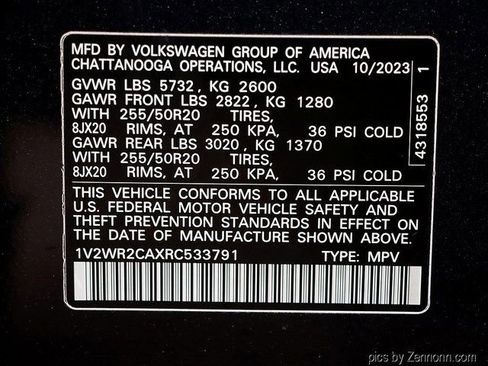 MFD BY VOLKSWAGEN GROUP OF AMERICA
CHATTANOOGA OPERATIONS, LLC. USA 10/2023
GVWR LBS 5732, KG 2600
GAWR FRONT LBS 2822, KG 1280
WITH 255/50R20 TIRES,
8JX20 RIMS, AT 250 KPA, 36 PSI COLD
GAWR REAR LBS 3020, KG 1370
WITH 255/50R20 TIRES,
8JX20 RIMS, AT 250 KPA, 36 PSI COLD
THIS VEHICLE CONFORMS TO ALL APPLICABLE
U.S. FEDERAL MOTOR VEHICLE SAFETY AND
THEFT PREVENTION STANDARDS IN EFFECT ON
THE DATE OF MANUFACTURE SHOWN ABOVE.
1V2WR2CAXRC533791 TYPE: MPV
4318553 1
pics by Zennonn.com